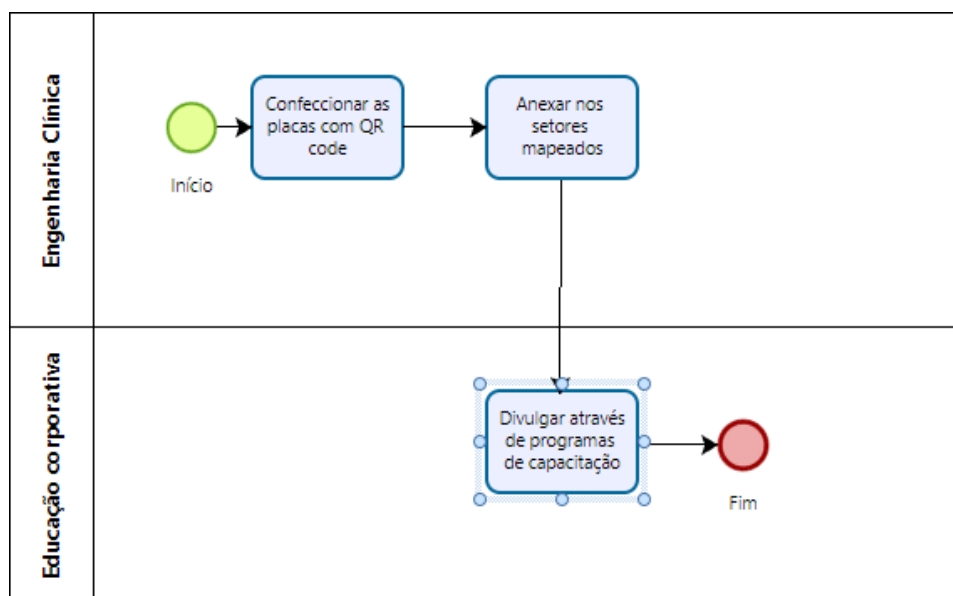 Engenharia Clínica
Início
Confeccionar as
placas com QR
code
Anexar nos
setores
mapeados
Educação corporativa
Divulgar através
de programas
de capacitação
Fim